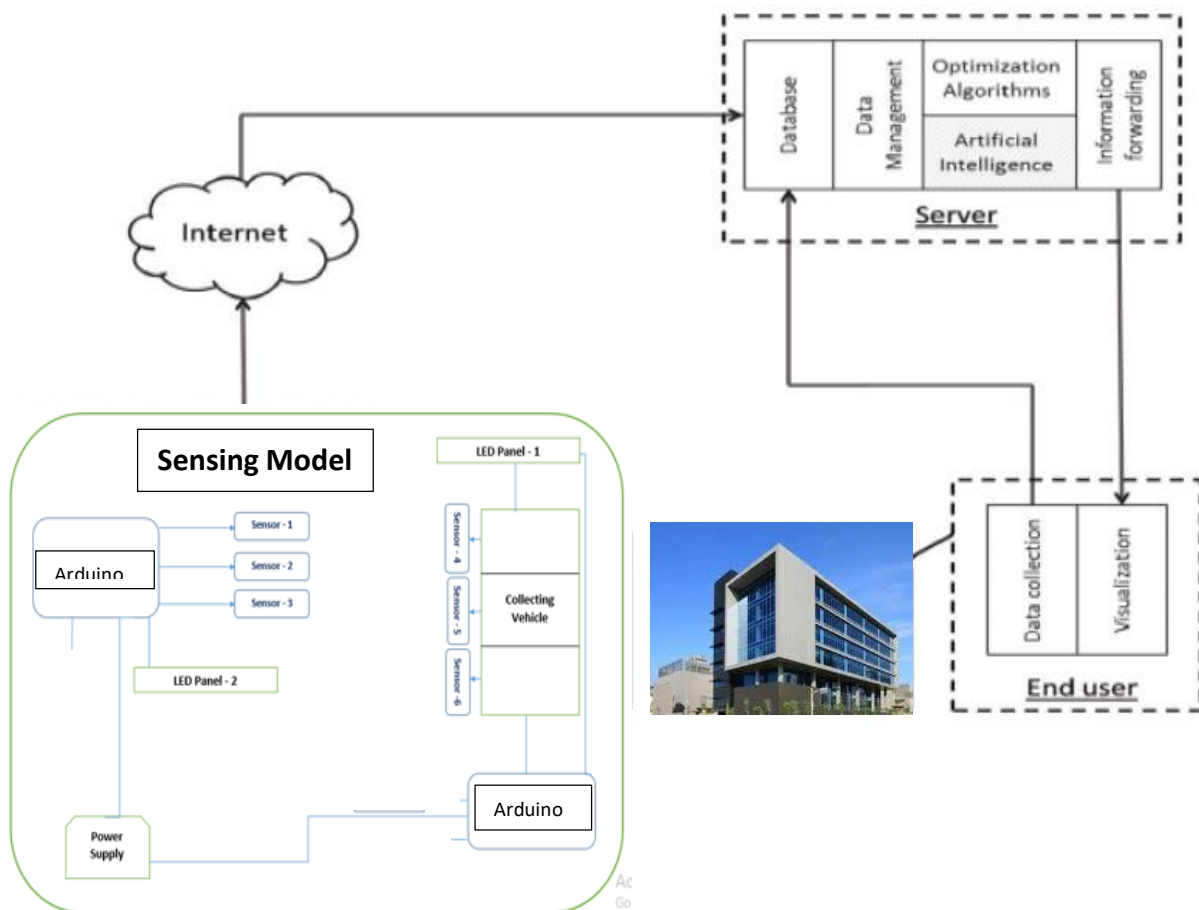 Optimization
Algorithms
Artificial
Intelligence
Database
Data
Management
Information
forwarding
Server
Internet
Sensing Model
LED Panel - 1
Sensor - 1
Sensor - 2
Sensor - 3
Arduino
LED Panel - 2
Sensor - 4
Sensor - 5
Sensor -6
Collecting
Vehicle
Arduino
Power
Supply
Data collection
Visualization
End user
Ac
Go